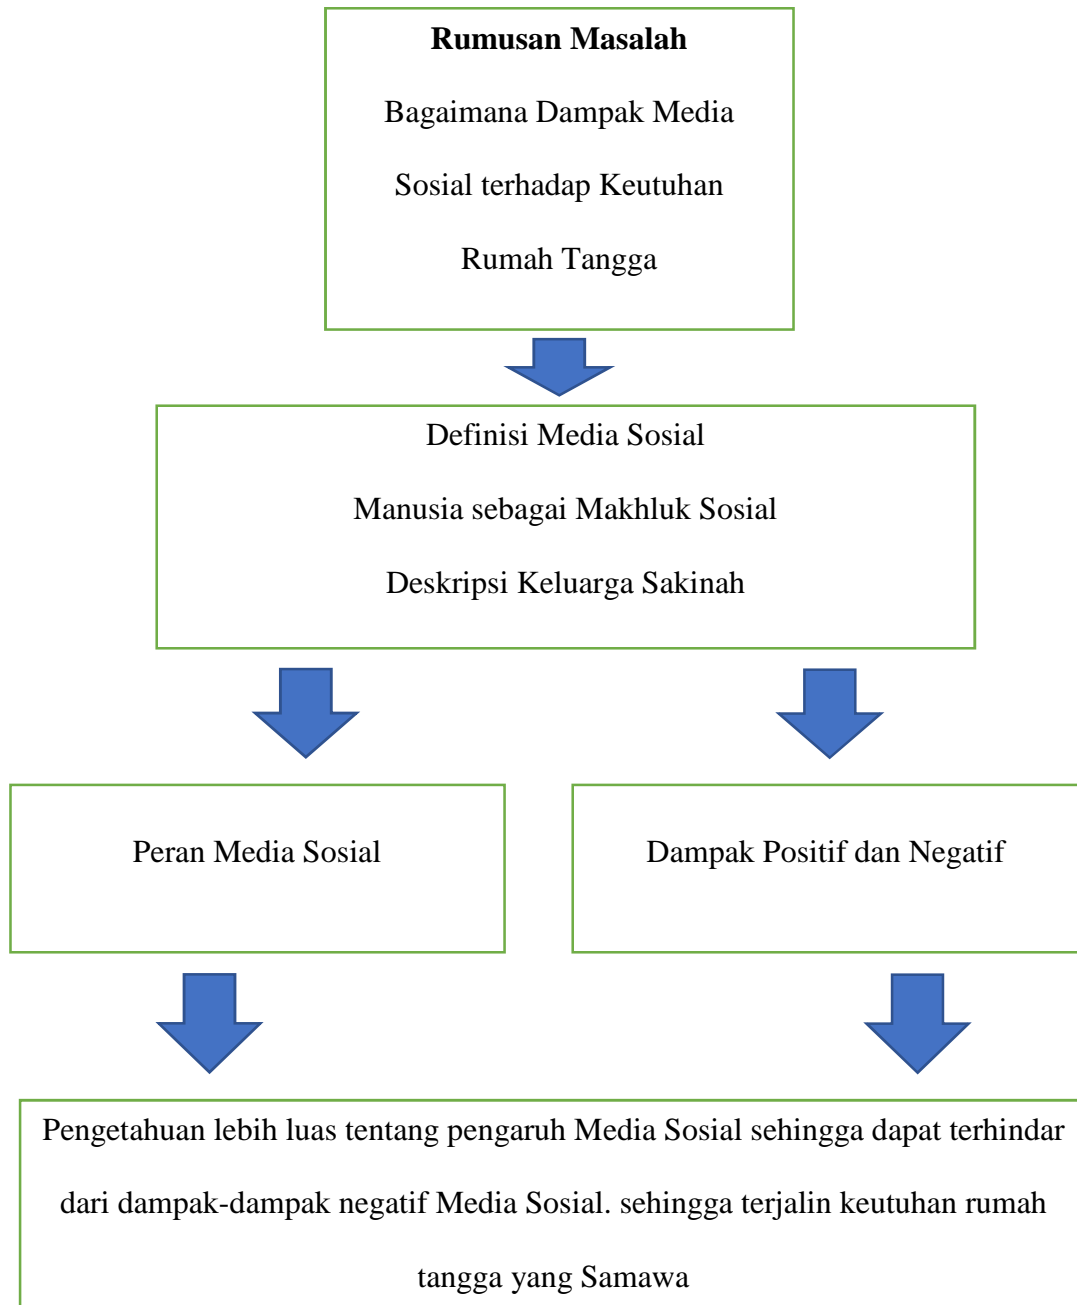 Rumusan Masalah
Bagaimana Dampak Media
Sosial terhadap Keutuhan
Rumah Tangga
Definisi Media Sosial
Manusia sebagai Makhluk Sosial
Deskripsi Keluarga Sakinah
Peran Media Sosial
Dampak Positif dan Negatif
Pengetahuan lebih luas tentang pengaruh Media Sosial sehingga dapat terhindar
dari dampak-dampak negatif Media Sosial. sehingga terjalin keutuhan rumah
tangga yang Samawa